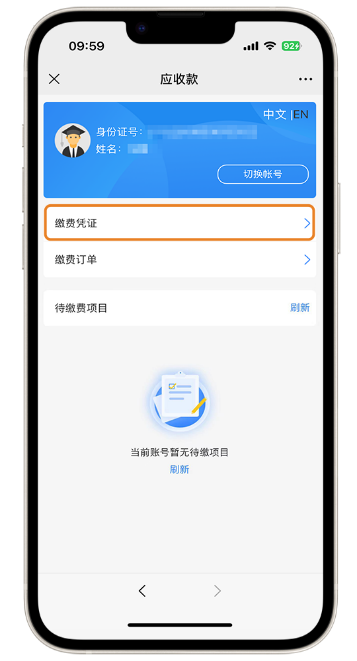 09:59
92
应收款
中文 |EN
身份证号：
姓名：
切换帐号
缴费凭证
缴费订单
待缴费项目 刷新
当前账号暂无待缴项目
刷新